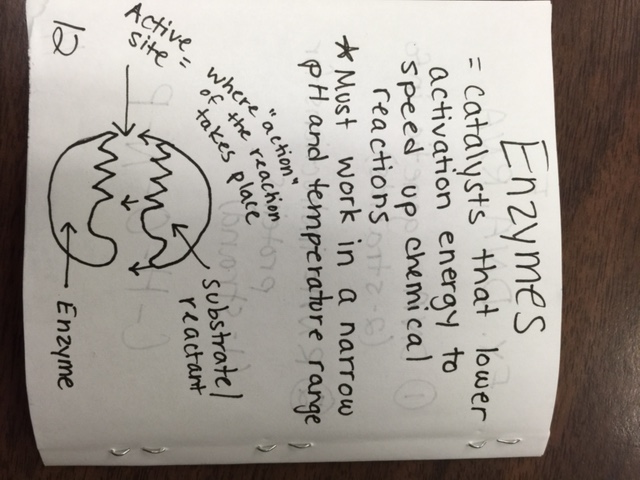 Enzymes
= catalysts that lower
activation energy to
speed up chemical
reactions
* Must work in a narrow
pH and temperature range
Active =
site
where "action"
of the reaction
takes place
substrate/
reactant
Enzyme
12